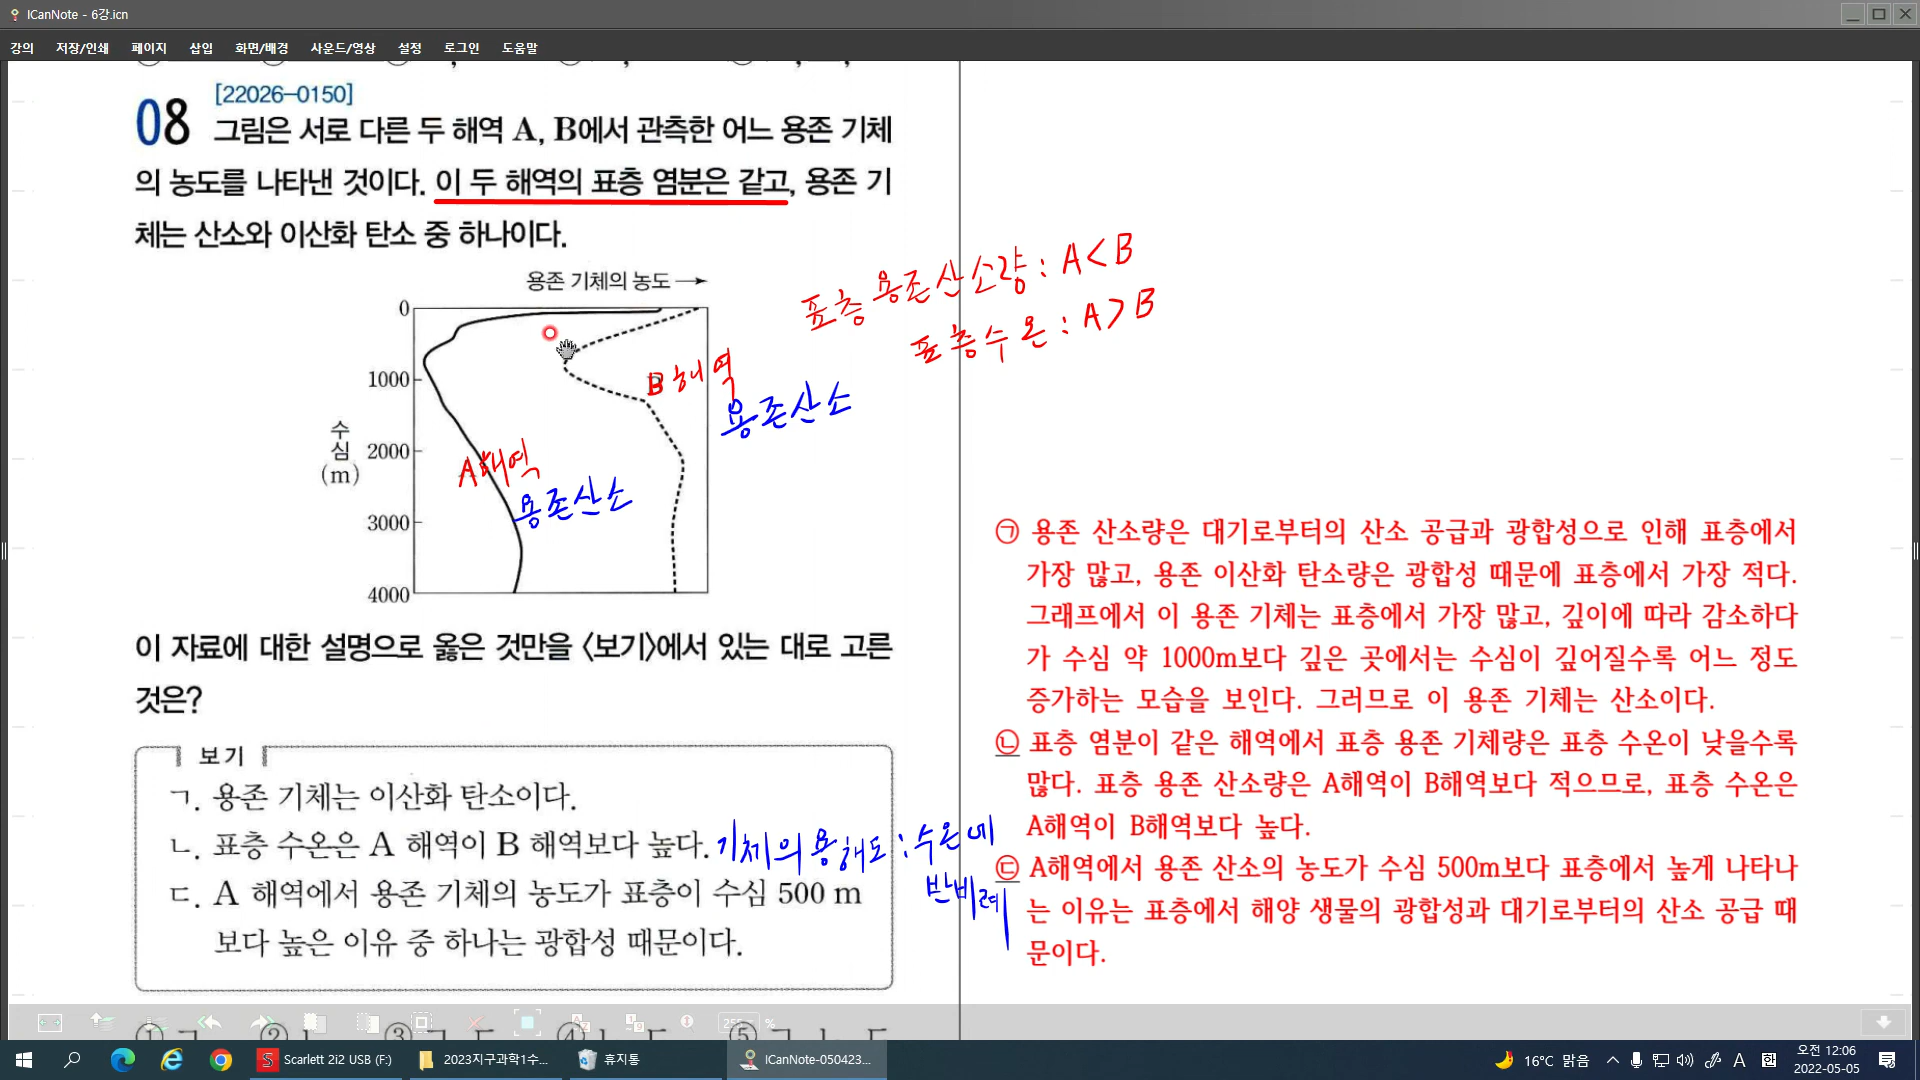 ICanNote - 6강.icn
강의 저장/인쇄 페이지 삽입 화면/배경 사운드/영상 설정 로그인 도움말
[22026-0150]
08 그림은 서로 다른 두 해역 A, B에서 관측한 어느 용존 기체
의 농도를 나타낸 것이다. 이 두 해역의 표층 염분은 같고, 용존 기
체는 산소와 이산화 탄소 중 하나이다.
용존 기체의 농도 →
0
1000
2000
3000
4000
수심
(m)
A해역
용존산소
B해역
용존산소
표층 용존산소량 : A<B
표층수온 : A>B
이 자료에 대한 설명으로 옳은 것만을 <보기>에서 있는 대로 고른
것은?
보기
ㄱ. 용존 기체는 이산화 탄소이다.
ㄴ. 표층 수온은 A 해역이 B 해역보다 높다.
ㄷ. A 해역에서 용존 기체의 농도가 표층이 수심 500 m
보다 높은 이유 중 하나는 광합성 때문이다.
기체의 용해도 : 수온에
반비례
㉠ 용존 산소량은 대기로부터의 산소 공급과 광합성으로 인해 표층에서
가장 많고, 용존 이산화 탄소량은 광합성 때문에 표층에서 가장 적다.
그래프에서 이 용존 기체는 표층에서 가장 많고, 깊이에 따라 감소하다
가 수심 약 1000m보다 깊은 곳에서는 수심이 깊어질수록 어느 정도
증가하는 모습을 보인다. 그러므로 이 용존 기체는 산소이다.
㉡ 표층 염분이 같은 해역에서 표층 용존 기체량은 표층 수온이 낮을수록
많다. 표층 용존 산소량은 A해역이 B해역보다 적으므로, 표층 수온은
A해역이 B해역보다 높다.
㉢ A해역에서 용존 산소의 농도가 수심 500m보다 표층에서 높게 나타나
는 이유는 표층에서 해양 생물의 광합성과 대기로부터의 산소 공급 때
문이다.
Scarlett 2i2 USB (F:) 2023지구과학1수... 휴지통 ICanNote-050423...
16°C 맑음 A 한
오전 12:06
2022-05-05